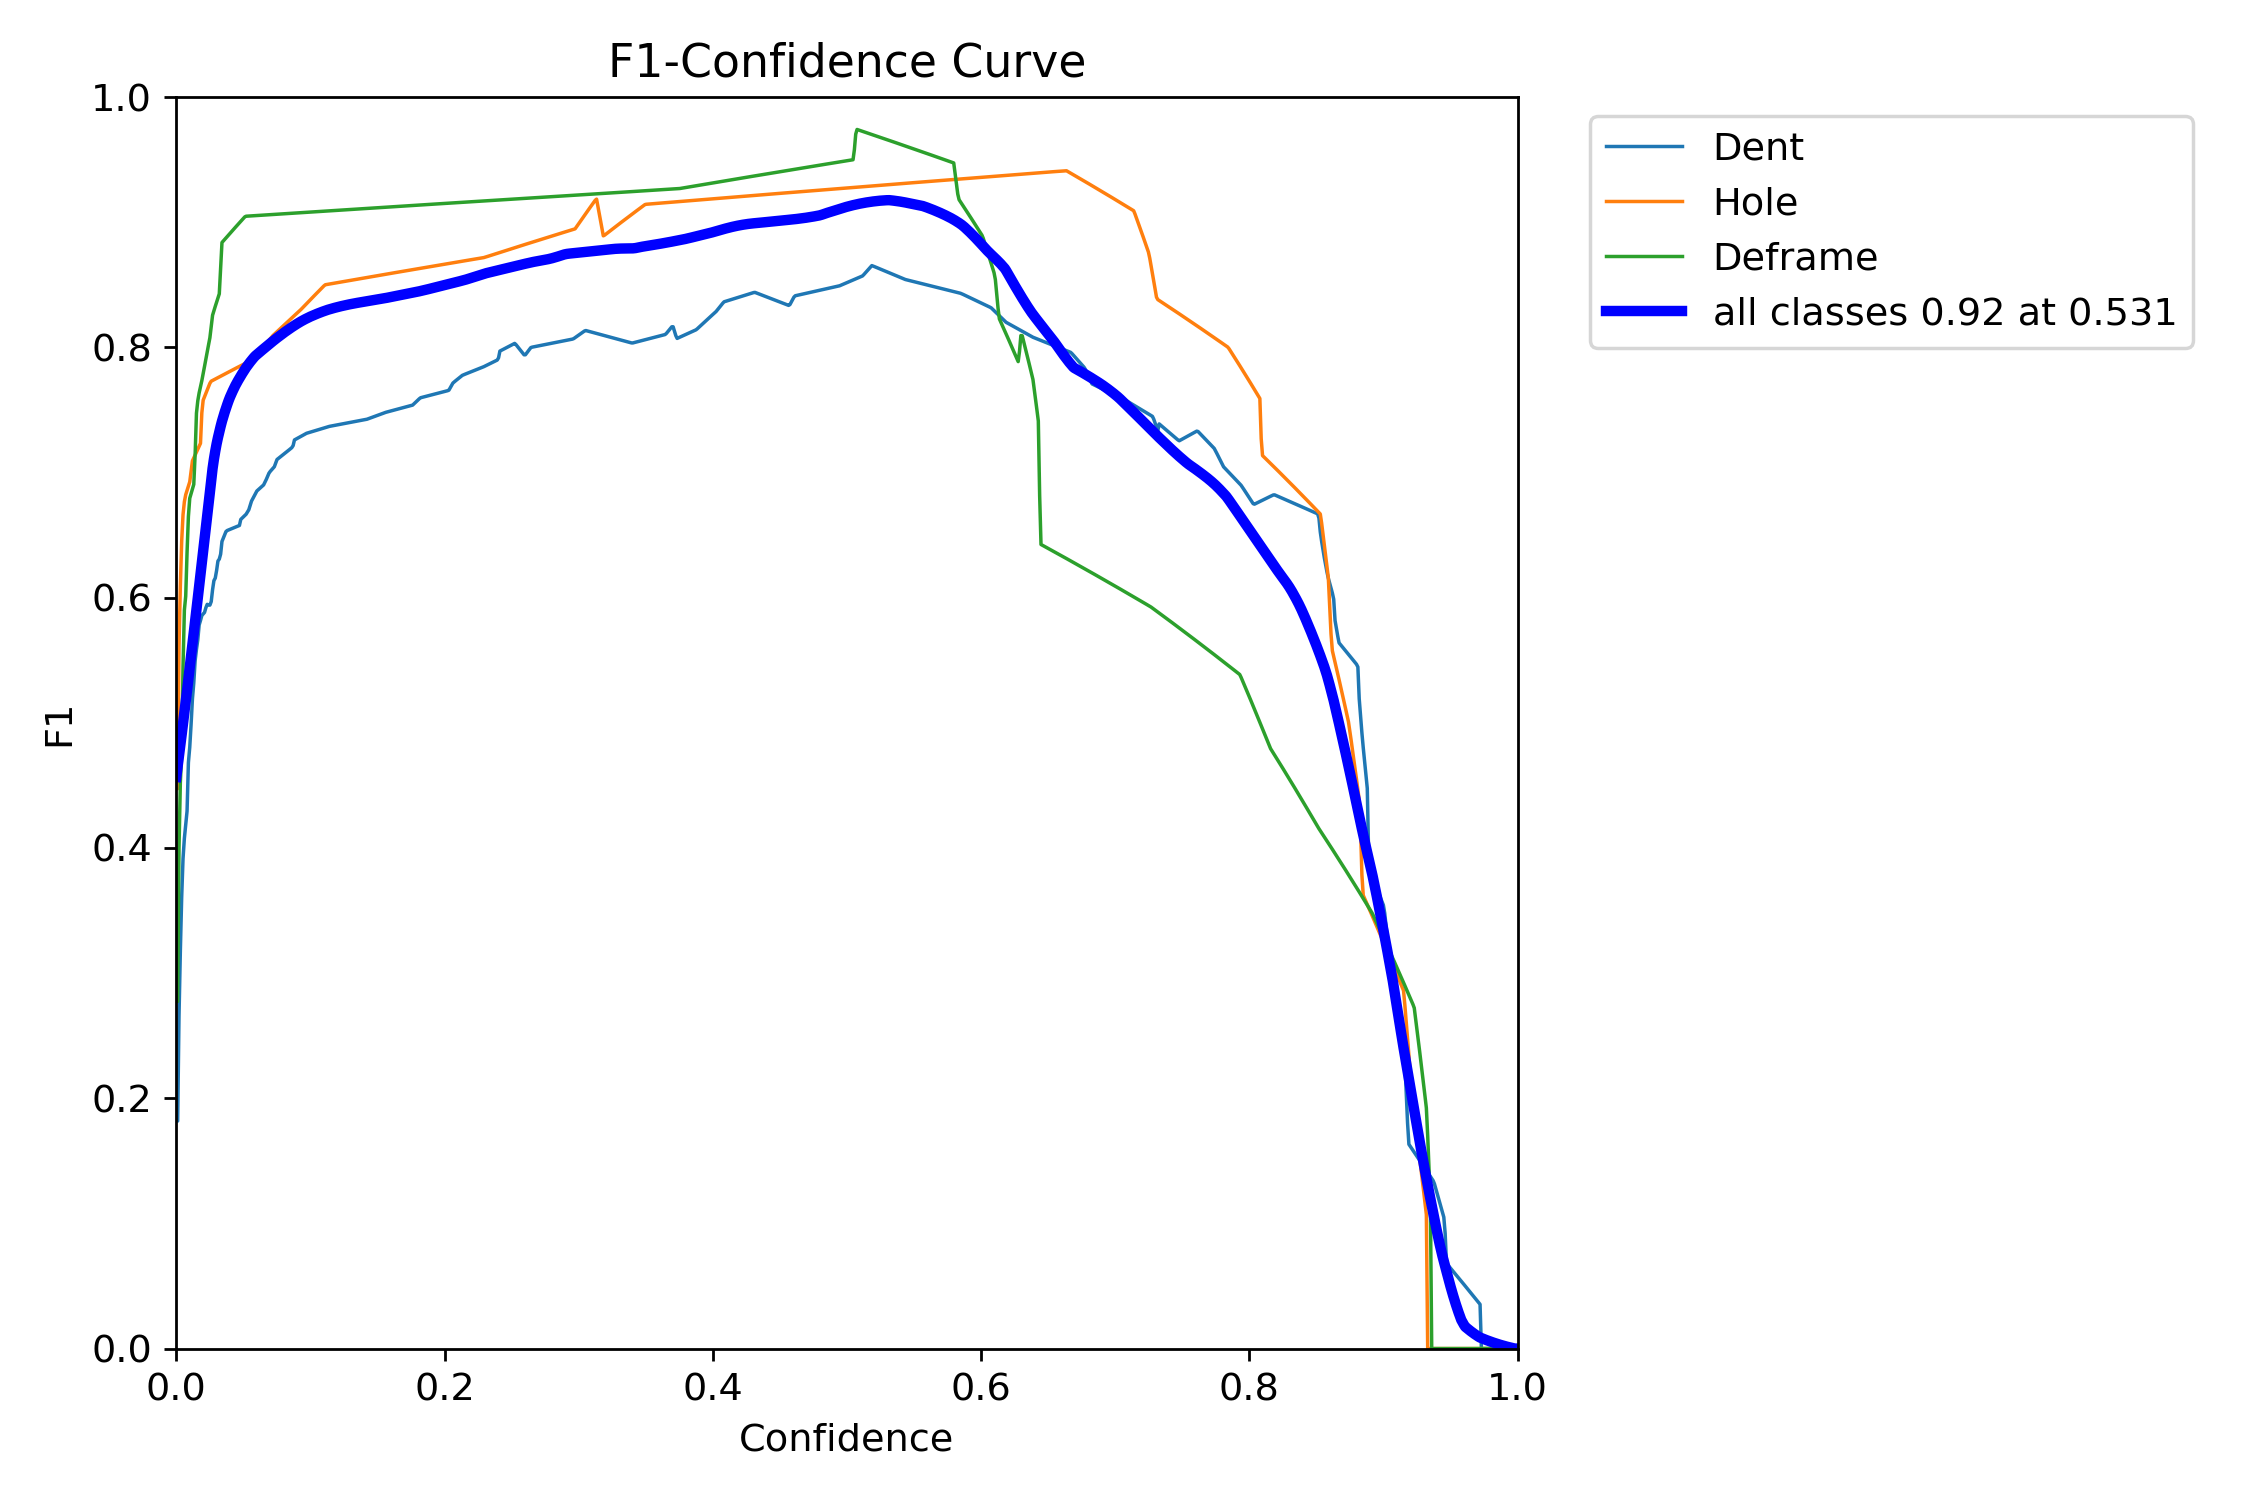 F1-Confidence Curve
1.0
0.8
0.6
0.4
0.2
0.0
F1
0.0 0.2 0.4 0.6 0.8 1.0
Confidence
Dent
Hole
Deframe
all classes 0.92 at 0.531